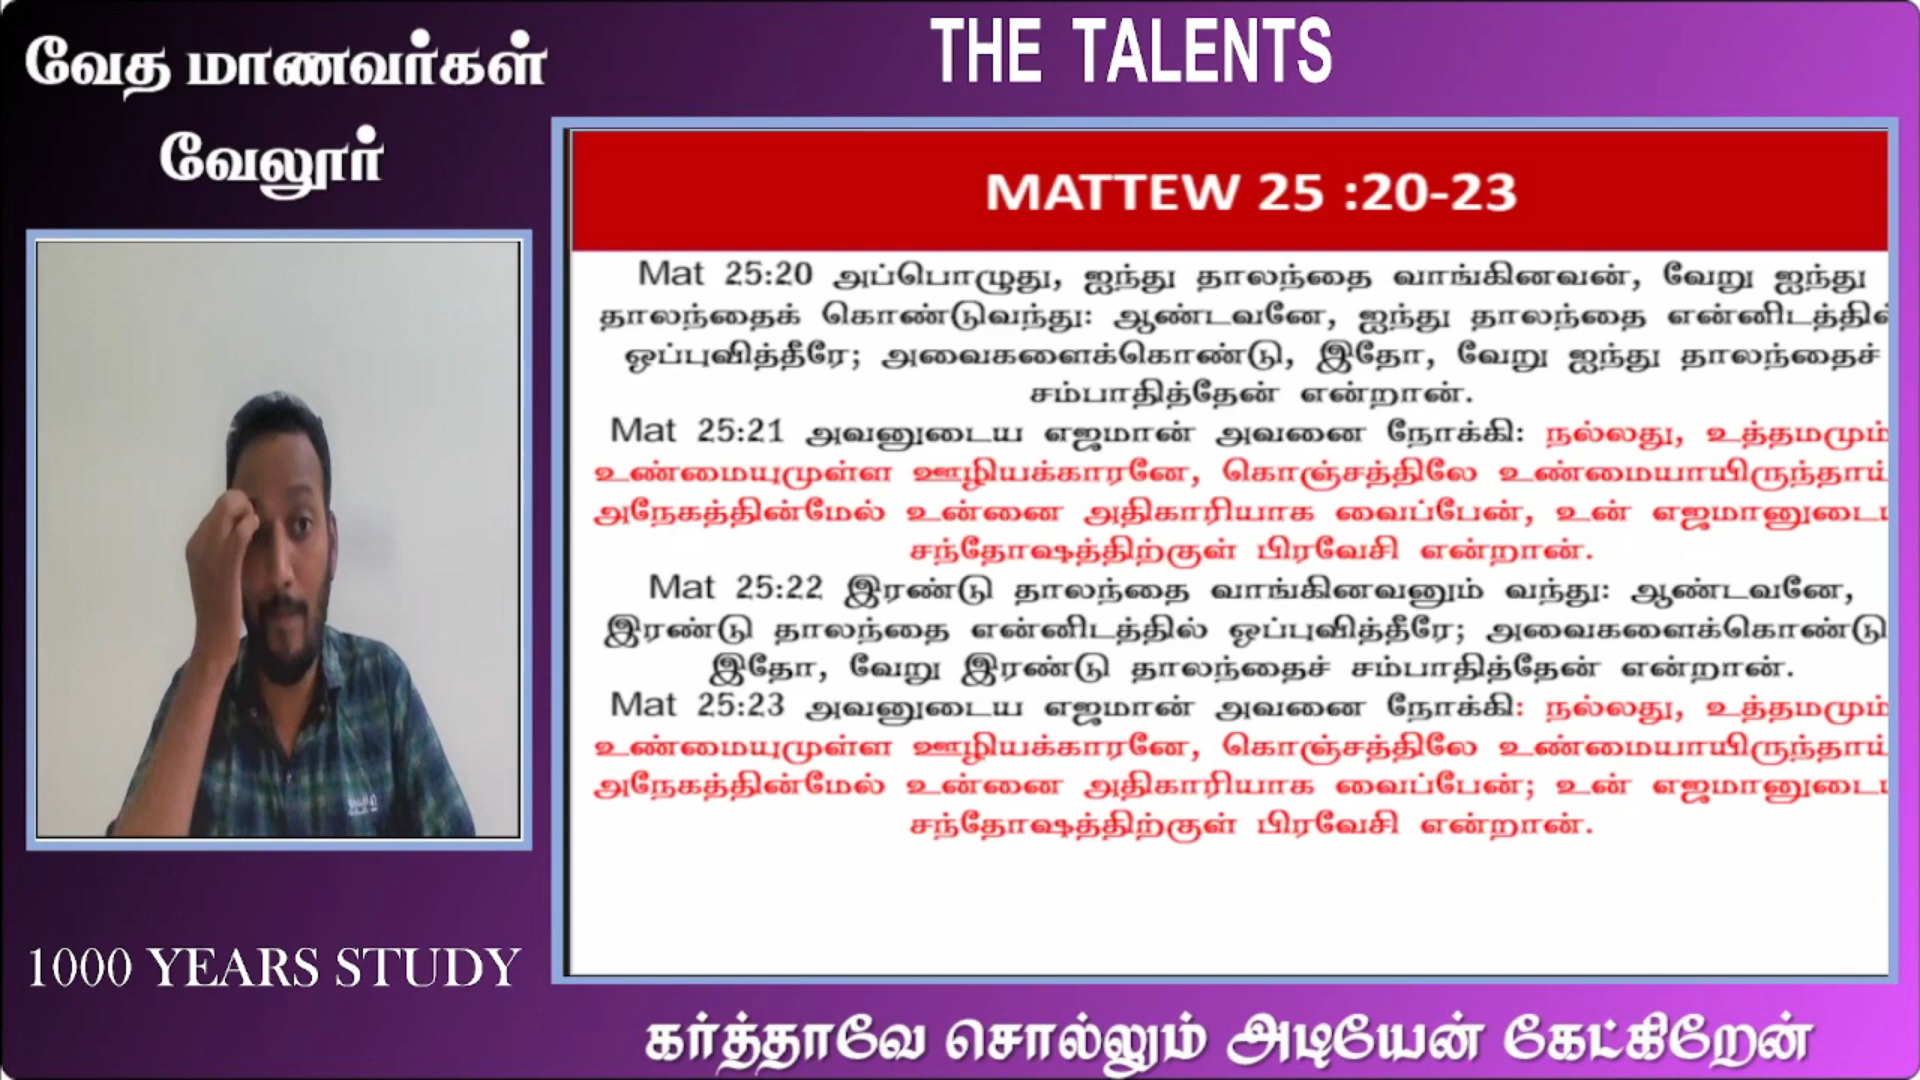 வேத மாணவர்கள்
வேலூர்
THE TALENTS
MATTEW 25 :20-23
Mat 25:20 அப்பொழுது, ஐந்து தாலந்தை வாங்கினவன், வேறு ஐந்து
தாலந்தைக் கொண்டுவந்து: ஆண்டவனே, ஐந்து தாலந்தை என்னிடத்தில்
ஒப்புவித்தீரே; அவைகளைக்கொண்டு, இதோ, வேறு ஐந்து தாலந்தைச்
சம்பாதித்தேன் என்றான்.
Mat 25:21 அவனுடைய எஜமான் அவனை நோக்கி: நல்லது, உத்தமமும்
உண்மையுமுள்ள ஊழியக்காரனே, கொஞ்சத்திலே உண்மையாயிருந்தாய்
அநேகத்தின்மேல் உன்னை அதிகாரியாக வைப்பேன், உன் எஜமானுடைய
சந்தோஷத்திற்குள் பிரவேசி என்றான்.
Mat 25:22 இரண்டு தாலந்தை வாங்கினவனும் வந்து: ஆண்டவனே,
இரண்டு தாலந்தை என்னிடத்தில் ஒப்புவித்தீரே; அவைகளைக்கொண்டு
இதோ, வேறு இரண்டு தாலந்தைச் சம்பாதித்தேன் என்றான்.
Mat 25:23 அவனுடைய எஜமான் அவனை நோக்கி: நல்லது, உத்தமமும்
உண்மையுமுள்ள ஊழியக்காரனே, கொஞ்சத்திலே உண்மையாயிருந்தாய்
அநேகத்தின்மேல் உன்னை அதிகாரியாக வைப்பேன்; உன் எஜமானுடைய
சந்தோஷத்திற்குள் பிரவேசி என்றான்.
1000 YEARS STUDY
கர்த்தாவே சொல்லும் அடியேன் கேட்கிறேன்